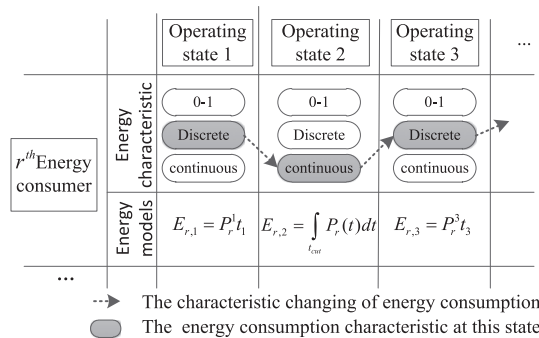 Operating state 1
Operating state 2
Operating state 3
...
Energy characteristic
0-1
0-1
0-1
Discrete
Discrete
Discrete
continuous
continuous
continuous
r^th Energy consumer
Energy models
E_{r,1} = P_r^1 t_1
E_{r,2} = ∫_{t_{cut}} P_r(t)dt
E_{r,3} = P_r^3 t_3
...
The characteristic changing of energy consumption
The energy consumption characteristic at this state